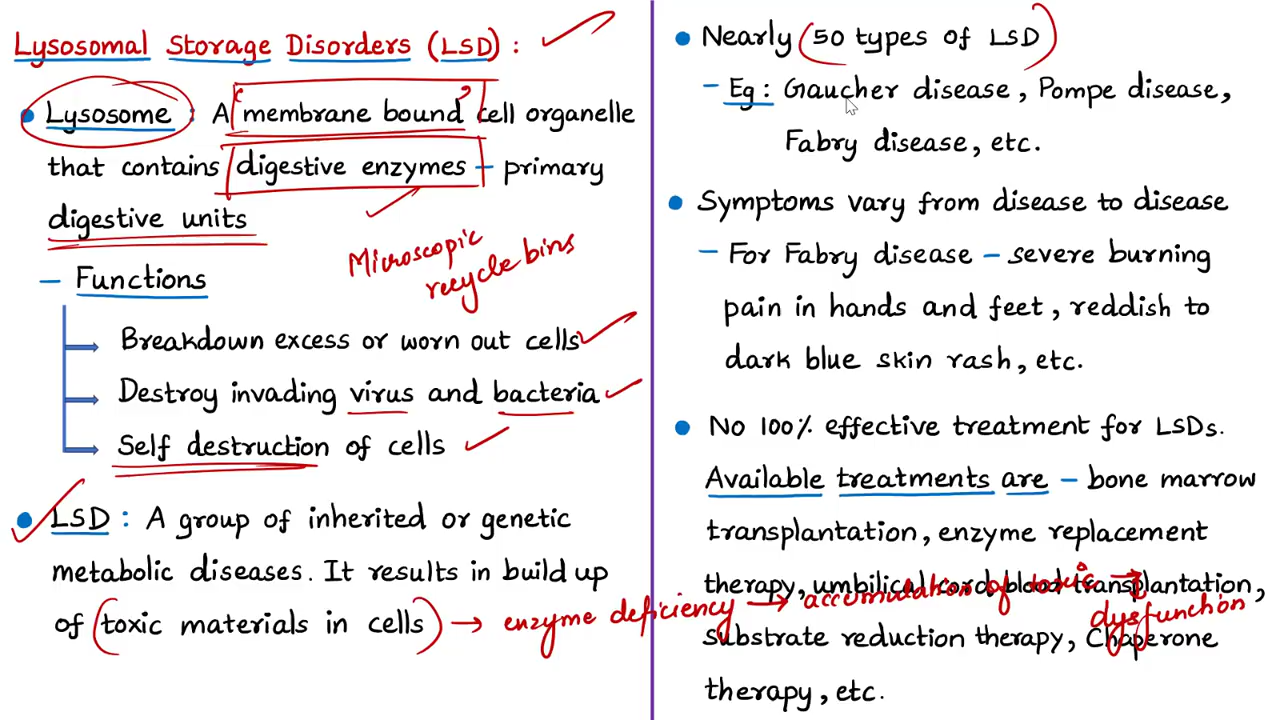 Lysosomal Storage Disorders (LSD) :
Lysosome : A membrane bound cell organelle
that contains digestive enzymes – primary
digestive units
Microscopic
recycle bins
– Functions
Breakdown excess or worn out cells
Destroy invading virus and bacteria
Self destruction of cells
LSD : A group of inherited or genetic
metabolic diseases. It results in build up
of (toxic materials in cells) → enzyme deficiency → accumulation of toxic →
dysfunction
Nearly (50 types of LSD)
– Eg : Gaucher disease, Pompe disease,
Fabry disease, etc.
Symptoms vary from disease to disease
– For Fabry disease – severe burning
pain in hands and feet, reddish to
dark blue skin rash, etc.
No 100% effective treatment for LSDs.
Available treatments are – bone marrow
transplantation, enzyme replacement
therapy, umbilical cord blood transplantation,
substrate reduction therapy, Chaperone
therapy, etc.